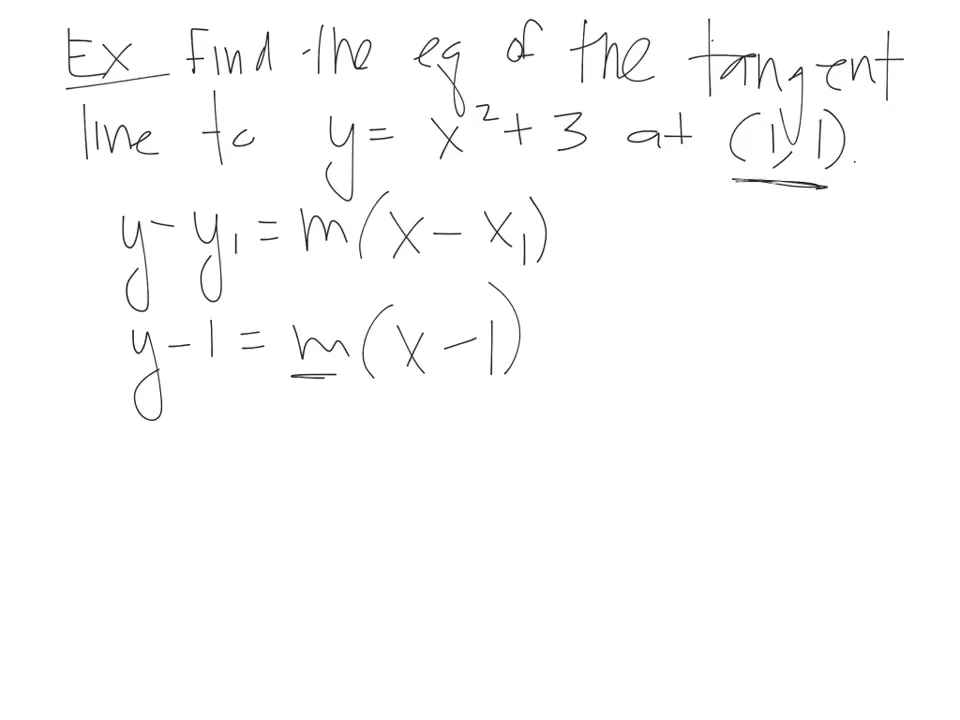 Ex Find the eq of the tangent
line to y = x² + 3 at (1, 1).
y - y₁ = m(x - x₁)
y - 1 = m(x - 1)